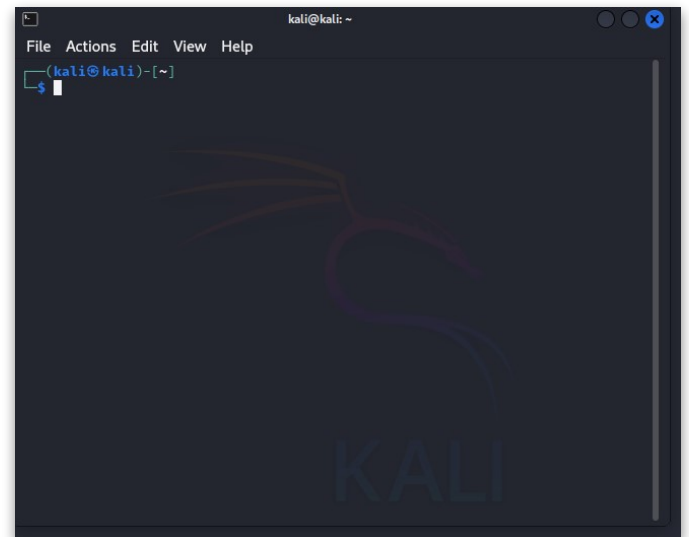 kali@kali: ~
File Actions Edit View Help
┌──(kali㉿kali)-[~]
└─$
KALI